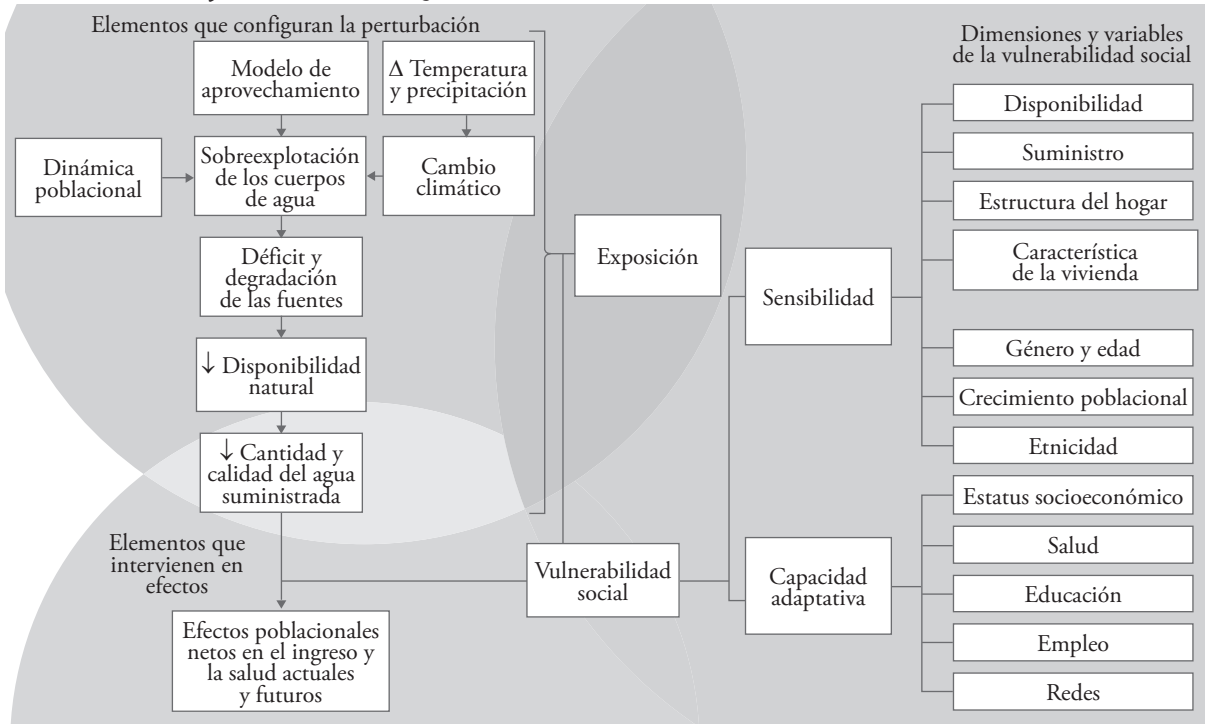 Elementos que configuran la perturbación
Modelo de
aprovechamiento
Δ Temperatura
y precipitación
Dinámica
poblacional
Sobreexplotación
de los cuerpos
de agua
Cambio
climático
Déficit y
degradación
de las fuentes
↓ Disponibilidad
natural
↓ Cantidad y
calidad del agua
suministrada
Elementos que
intervienen en
efectos
Efectos poblacionales
netos en el ingreso y
la salud actuales
y futuros
Exposición
Vulnerabilidad
social
Sensibilidad
Capacidad
adaptativa
Dimensiones y variables
de la vulnerabilidad social
Disponibilidad
Suministro
Estructura del hogar
Característica
de la vivienda
Género y edad
Crecimiento poblacional
Etnicidad
Estatus socioeconómico
Salud
Educación
Empleo
Redes